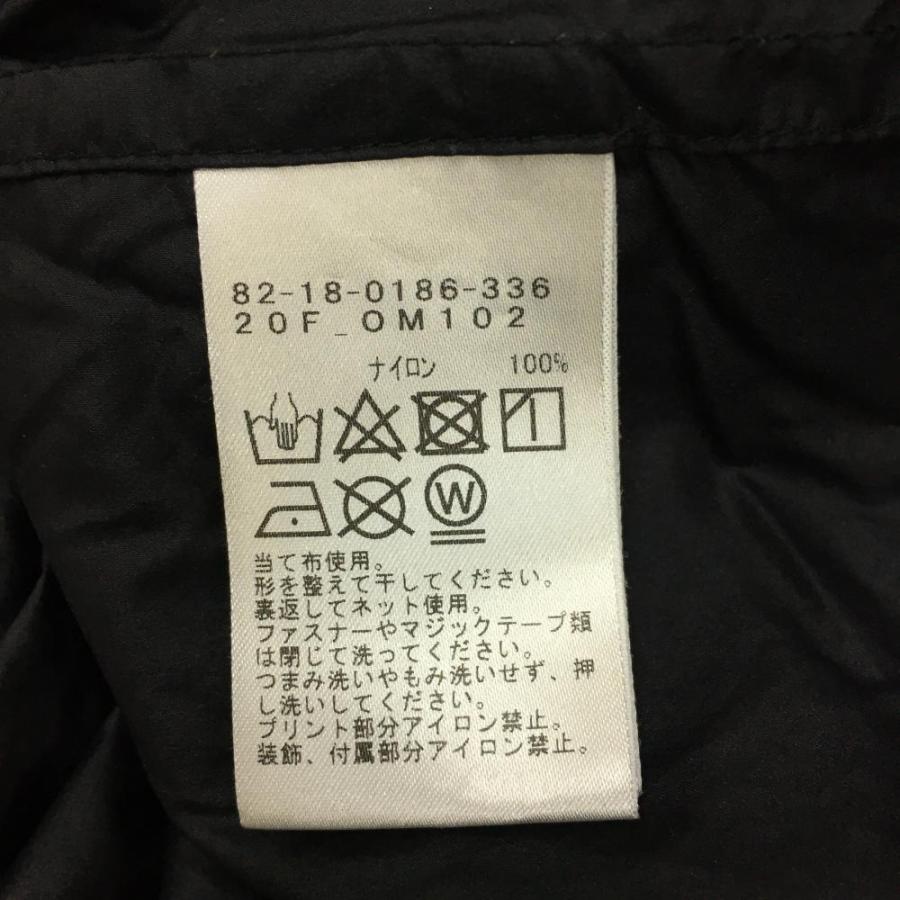 82-18-0186-336
20F_OM102
ナイロン 100%
W
当て布使用。
形を整えて干してください。
裏返してネット使用。
ファスナーやマジックテープ類
は閉じて洗ってください。
つまみ洗いやもみ洗いせず、押
し洗いしてください。
プリント部分アイロン禁止。
装飾、付属部分アイロン禁止。